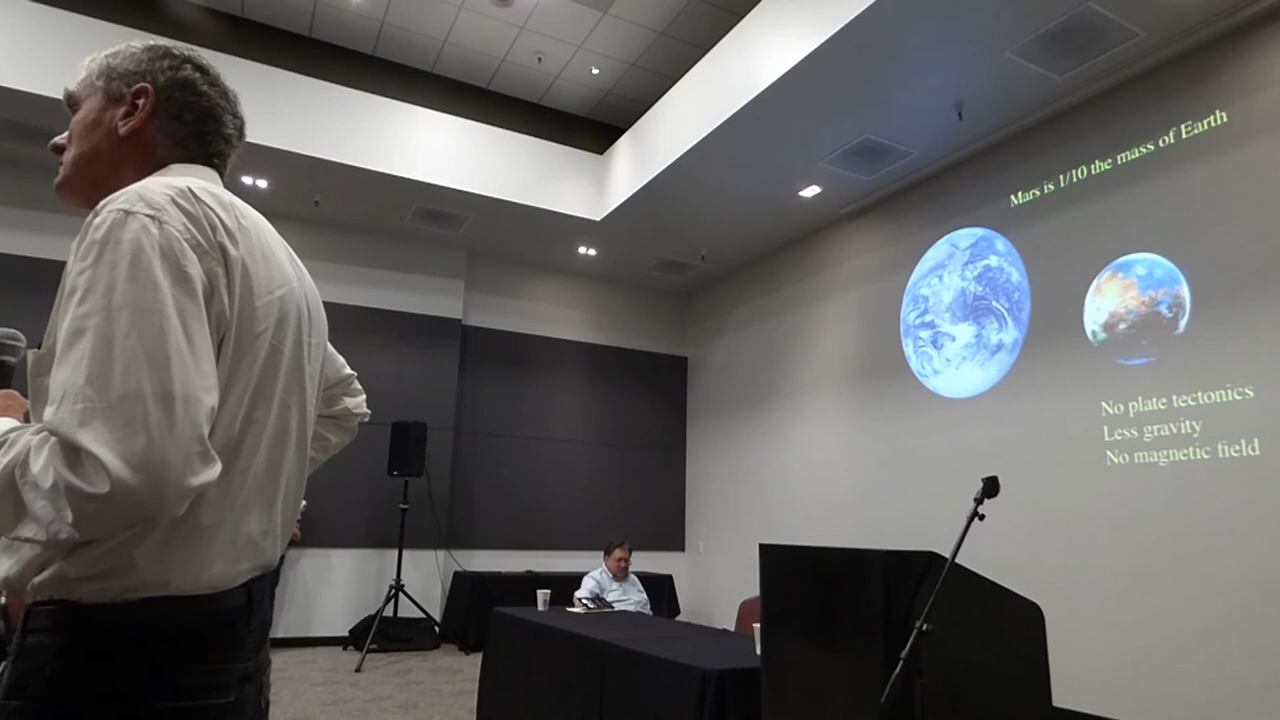 Mars is 1/10 the mass of Earth
No plate tectonics
Less gravity
No magnetic field